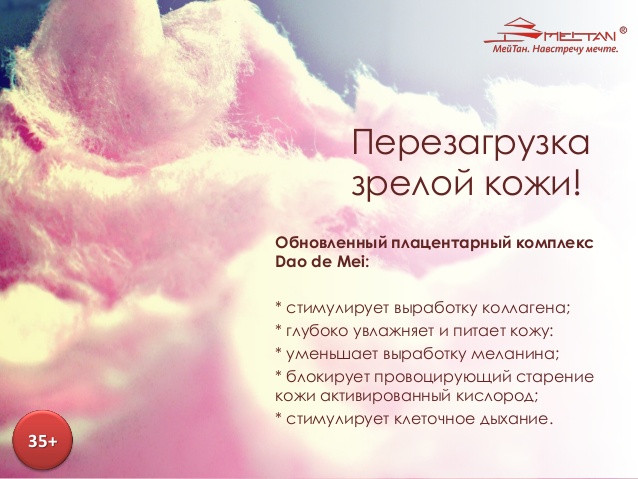 MEITAN®
МейТан. Навстречу мечте.
Перезагрузка
зрелой кожи!
Обновленный плацентарный комплекс
Dao de Mei:
* стимулирует выработку коллагена;
* глубоко увлажняет и питает кожу:
* уменьшает выработку меланина;
* блокирует провоцирующий старение
кожи активированный кислород;
* стимулирует клеточное дыхание.
35+